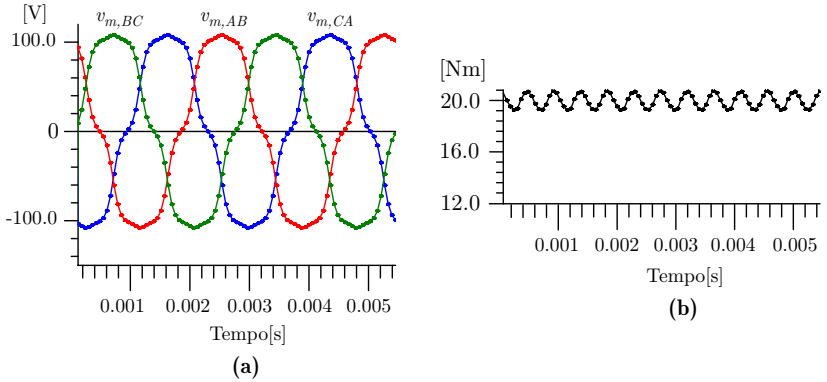 [V]
v_{m,BC} v_{m,AB} v_{m,CA}
100.0
0
-100.0
0.001 0.002 0.003 0.004 0.005
Tempo[s]
(a)
[Nm]
20.0
16.0
12.0
0.001 0.002 0.003 0.004 0.005
Tempo[s]
(b)